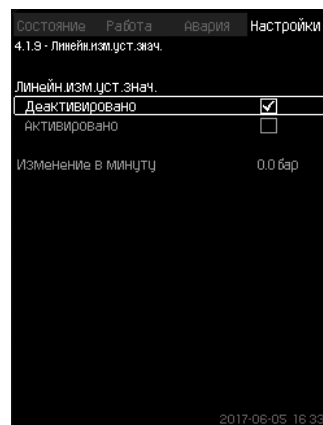 Состояние Работа Авария Настройки
4.1.9 - Линейн.изм.уст.знач.
Линейн.изм.уст.знач.
Деактивировано
Активировано
Изменение в минуту 0.0 бар
2017-06-05 16:33